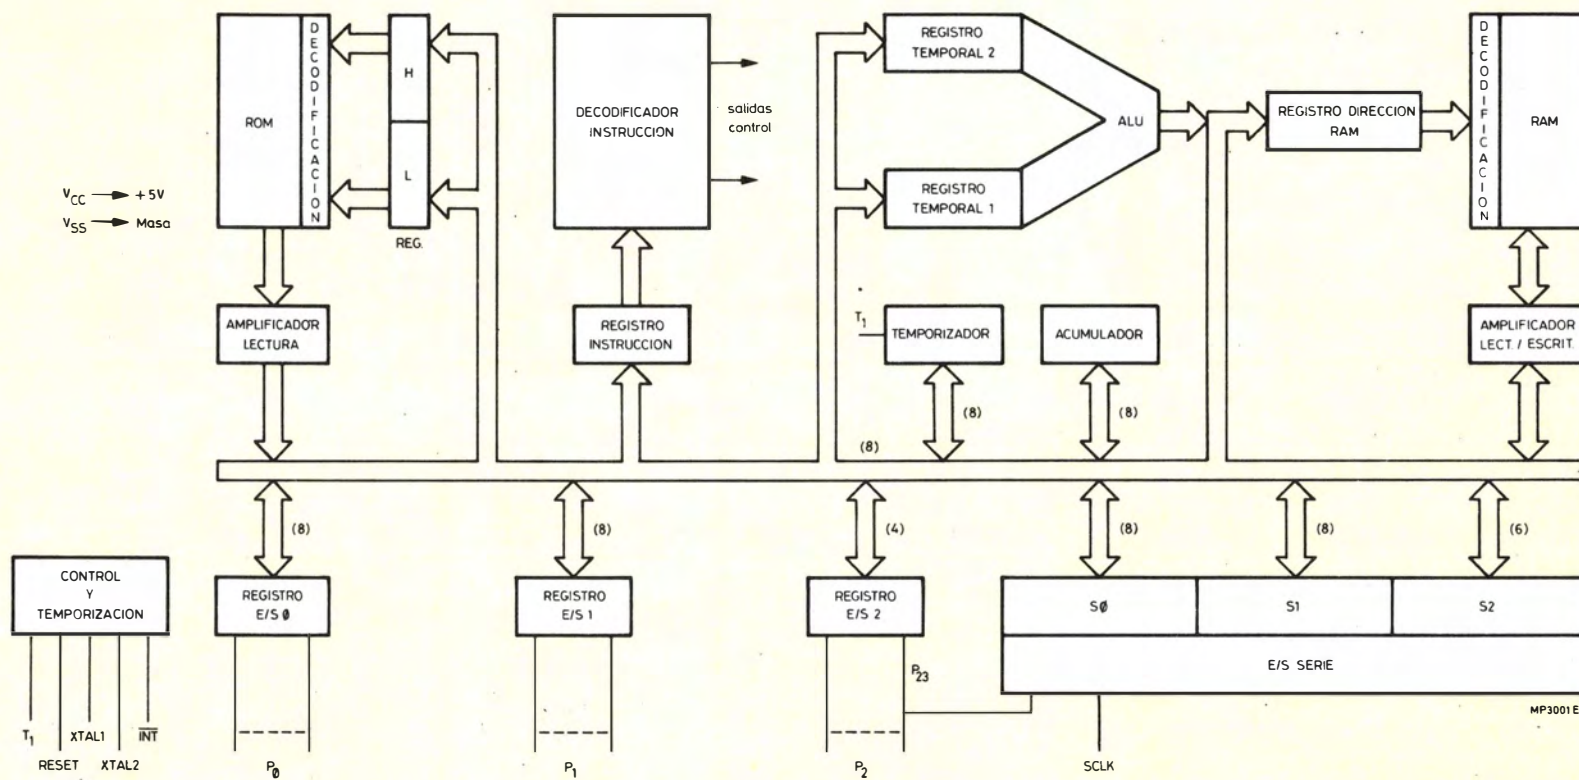 ROM
DECODIFICACION
H
L
REG.
DECODIFICADOR
INSTRUCCION
salidas
control
REGISTRO
TEMPORAL 2
REGISTRO
TEMPORAL 1
ALU
REGISTRO DIRECCION
RAM
DECODIFICACION
RAM
VCC → +5V
VSS → Masa
AMPLIFICADOR
LECTURA
REGISTRO
INSTRUCCION
T1
TEMPORIZADOR
ACUMULADOR
AMPLIFICADOR
LECT. / ESCRIT.
(8)
(8)
(8)
(8)
(8)
(4)
(8)
(8)
(6)
CONTROL
Y
TEMPORIZACION
REGISTRO
E/S Ø
REGISTRO
E/S 1
REGISTRO
E/S 2
SØ
S1
S2
E/S SERIE
P23
MP3001E
T1
XTAL1
INT
RESET
XTAL2
PØ
P1
P2
SCLK